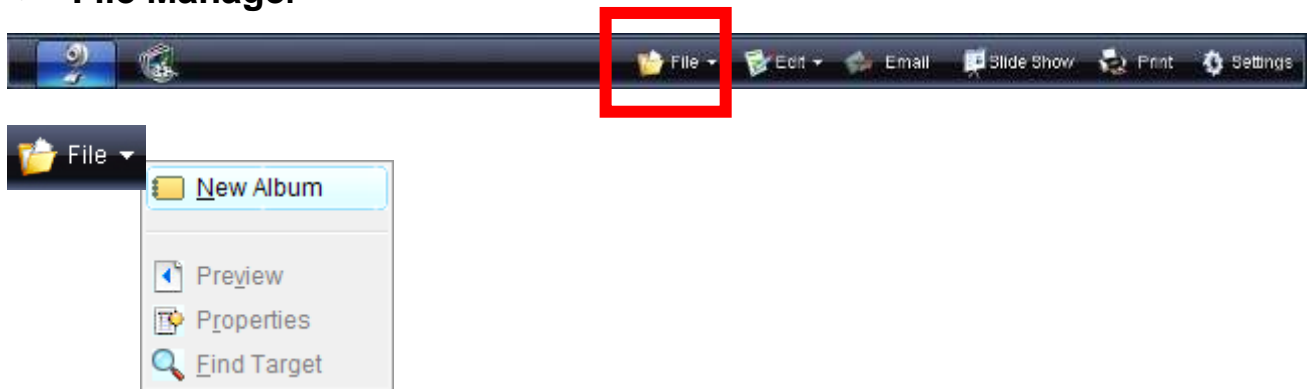 File Manager
File Edit Email Slide Show Print Settings
File
New Album
Preview
Properties
Find Target